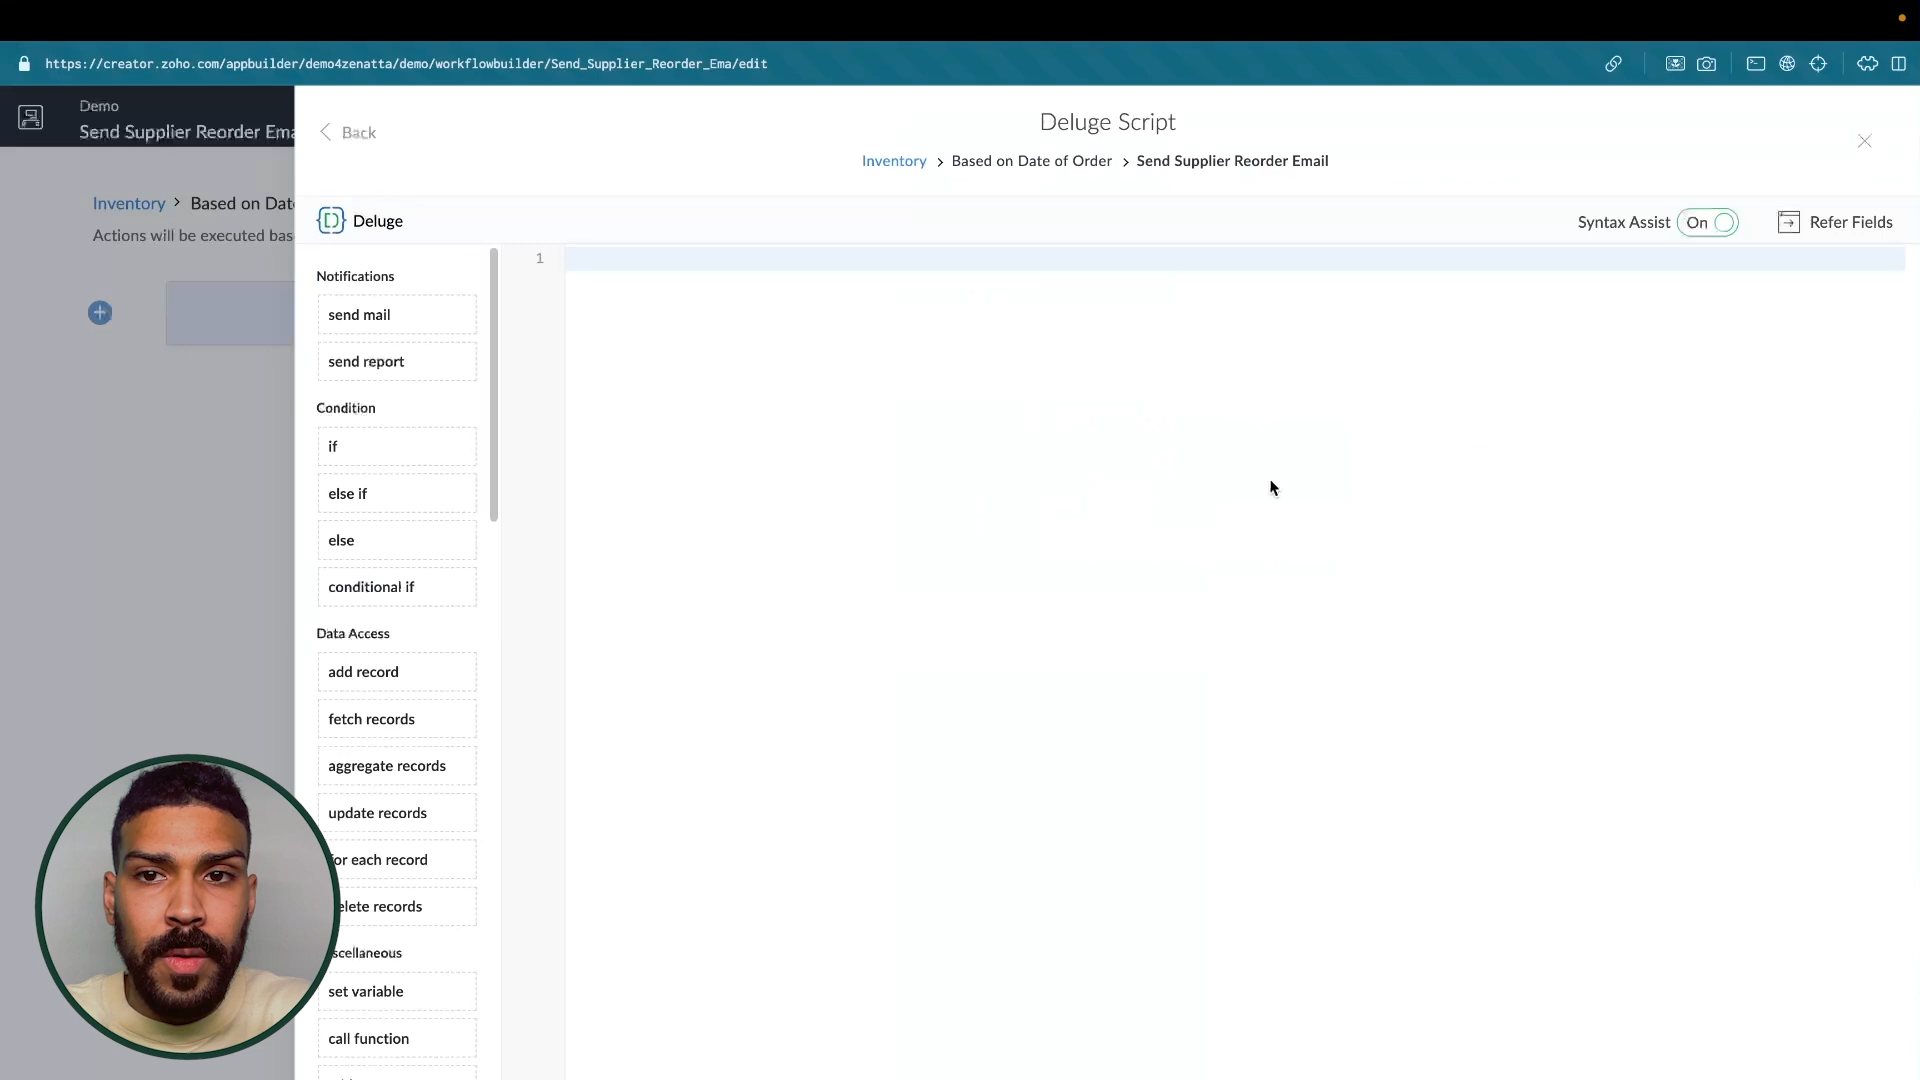 https://creator.zoho.com/appbuilder/demo4zenatta/demo/workflowbuilder/Send_Supplier_Reorder_Ema/edit
Demo
Send Supplier Reorder Ema
Back
Deluge Script
Inventory > Based on Date of Order > Send Supplier Reorder Email
Inventory > Based on Dat
Actions will be executed bas
Deluge
Syntax Assist On
Refer Fields
1
Notifications
send mail
send report
Condition
if
else if
else
conditional if
Data Access
add record
fetch records
aggregate records
update records
or each record
elete records
scellaneous
set variable
call function